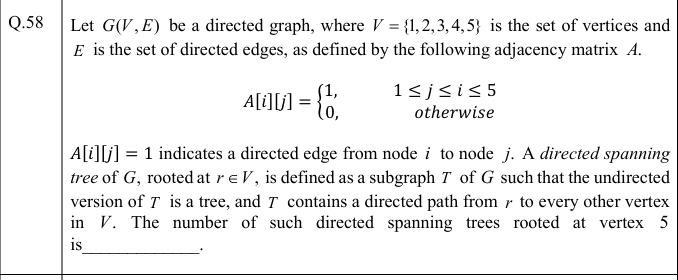 Q.58 Let G(V, E) be a directed graph, where V = {1,2,3,4,5} is the set of vertices and
E is the set of directed edges, as defined by the following adjacency matrix A.
A[i][j] = {1, 1 ≤ j ≤ i ≤ 5
0, otherwise
A[i][j] = 1 indicates a directed edge from node i to node j. A directed spanning
tree of G, rooted at r ∈ V, is defined as a subgraph T of G such that the undirected
version of T is a tree, and T contains a directed path from r to every other vertex
in V. The number of such directed spanning trees rooted at vertex 5
is______________.